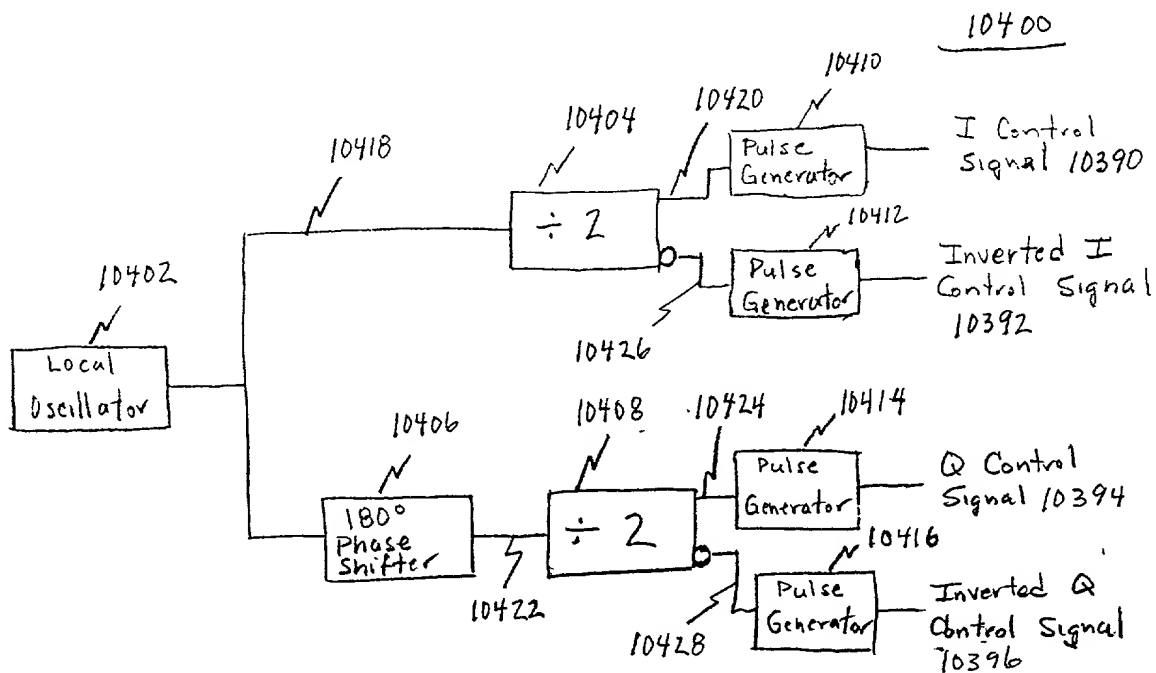 10400
10410
10420
10404
10418
Pulse
Generator
I Control
Signal 10390
÷ 2
10412
Pulse
Generator
Inverted I
Control Signal
10392
10402
10426
Local
Oscillator
10406
10408
10424
10414
180°
Phase
Shifter
÷ 2
Pulse
Generator
Q Control
Signal 10394
10416
10422
10428
Pulse
Generator
Inverted Q
Control Signal
10396